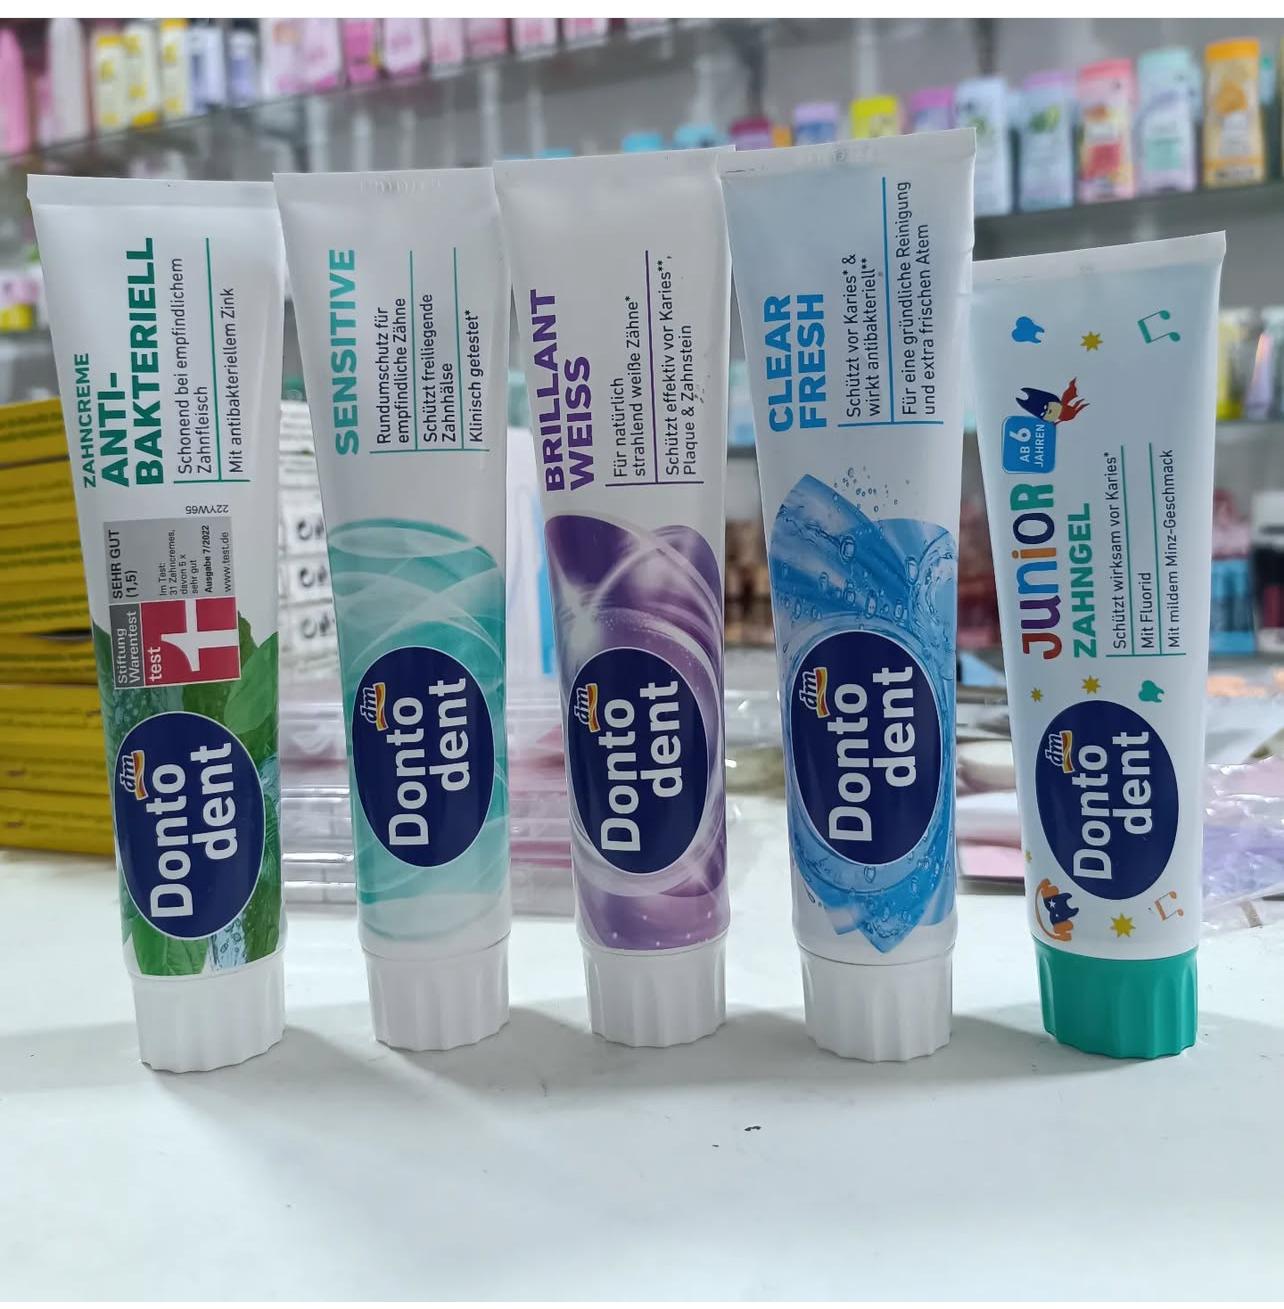 ZAHNCREME
ANTI-
BAKTERIELL
Schonend bei empfindlichem
Zahnfleisch
Mit antibakteriellem Zink
22YW65
Stiftung
Warentest
test
SEHR GUT
(1,5)
Im Test:
31 Zahncremes,
davon 5 x
sehr gut
Ausgabe 7/2022
www.test.de
dm
Donto
dent
SENSITIVE
Rundumschutz für
empfindliche Zähne
Schützt freiliegende
Zahnhälse
Klinisch getestet*
dm
Donto
dent
BRILLANT
WEISS
Für natürlich
strahlend weiße Zähne*
Schützt effektiv vor Karies**,
Plaque & Zahnstein
dm
Donto
dent
CLEAR
FRESH
Schützt vor Karies* &
wirkt antibakteriell**
Für eine gründliche Reinigung
und extra frischen Atem
dm
Donto
dent
AB 6
JAHREN
JUNIOR
ZAHNGEL
Schützt wirksam vor Karies*
Mit Fluorid
Mit mildem Minz-Geschmack
dm
Donto
dent